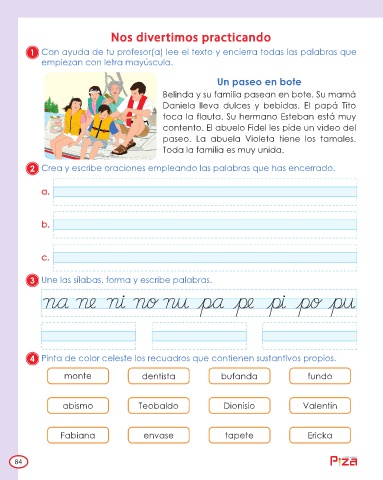 Nos divertimos practicando
1 Con ayuda de tu profesor(a) lee el texto y encierra todas las palabras que
empiezan con letra mayúscula.
Un paseo en bote
Belinda y su familia pasean en bote. Su mamá
Daniela lleva dulces y bebidas. El papá Tito
toca la flauta. Su hermano Esteban está muy
contento. El abuelo Fidel les pide un video del
paseo. La abuela Violeta tiene los tamales.
Toda la familia es muy unida.
2 Crea y escribe oraciones empleando las palabras que has encerrado.
a.
b.
c.
3 Une las sílabas, forma y escribe palabras.
na ne ni no nu pa pe pi po pu
4 Pinta de color celeste los recuadros que contienen sustantivos propios.
monte dentista bufanda fundo
abismo Teobaldo Dionisio Valentín
Fabiana envase tapete Ericka
84 Piza